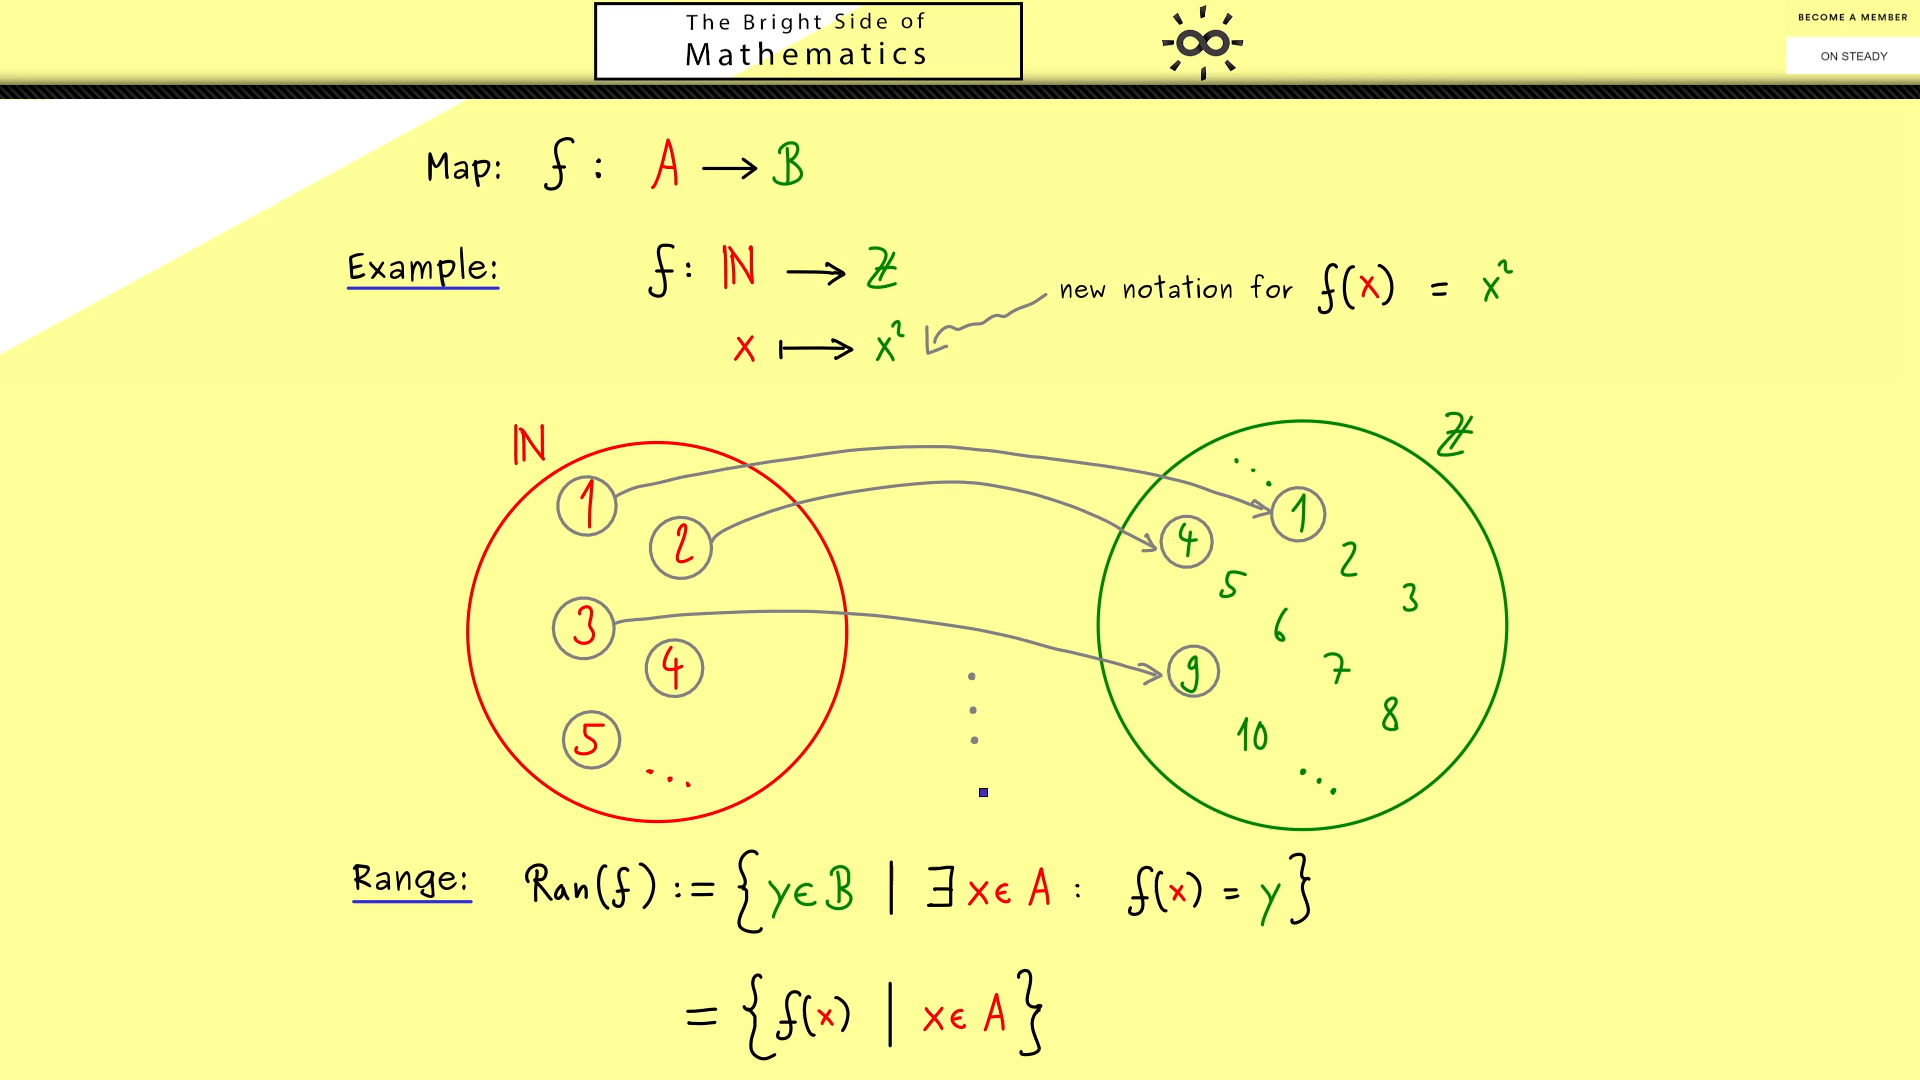 The Bright Side of
Mathematics
BECOME A MEMBER
ON STEADY
Map: f : A ⟶ B
Example: f : ℕ ⟶ ℤ
new notation for f(x) = x²
x ⟼ x²
ℕ
ℤ
1
2
3
4
5
...
1
4
2
5
3
6
9
7
8
10
...
Range: Ran(f) := { y ∈ B | ∃ x ∈ A : f(x) = y }
= { f(x) | x ∈ A }